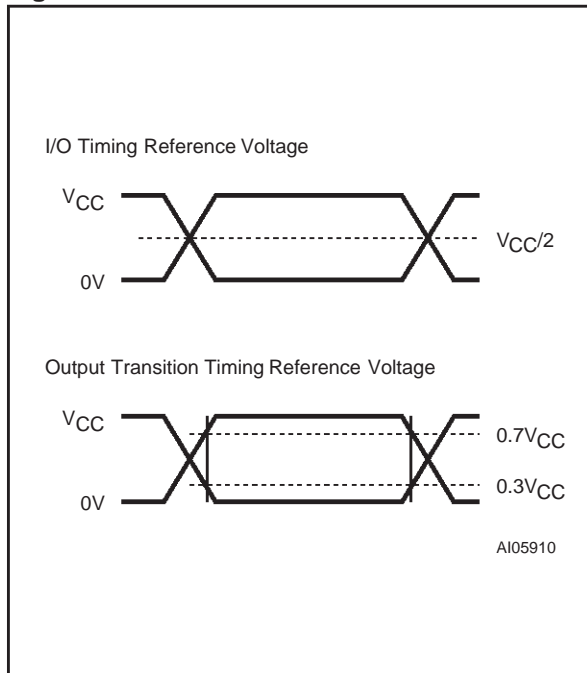 I/O Timing Reference Voltage
VCC
VCC/2
0V
Output Transition Timing Reference Voltage
VCC
0.7VCC
0.3VCC
0V
AI05910